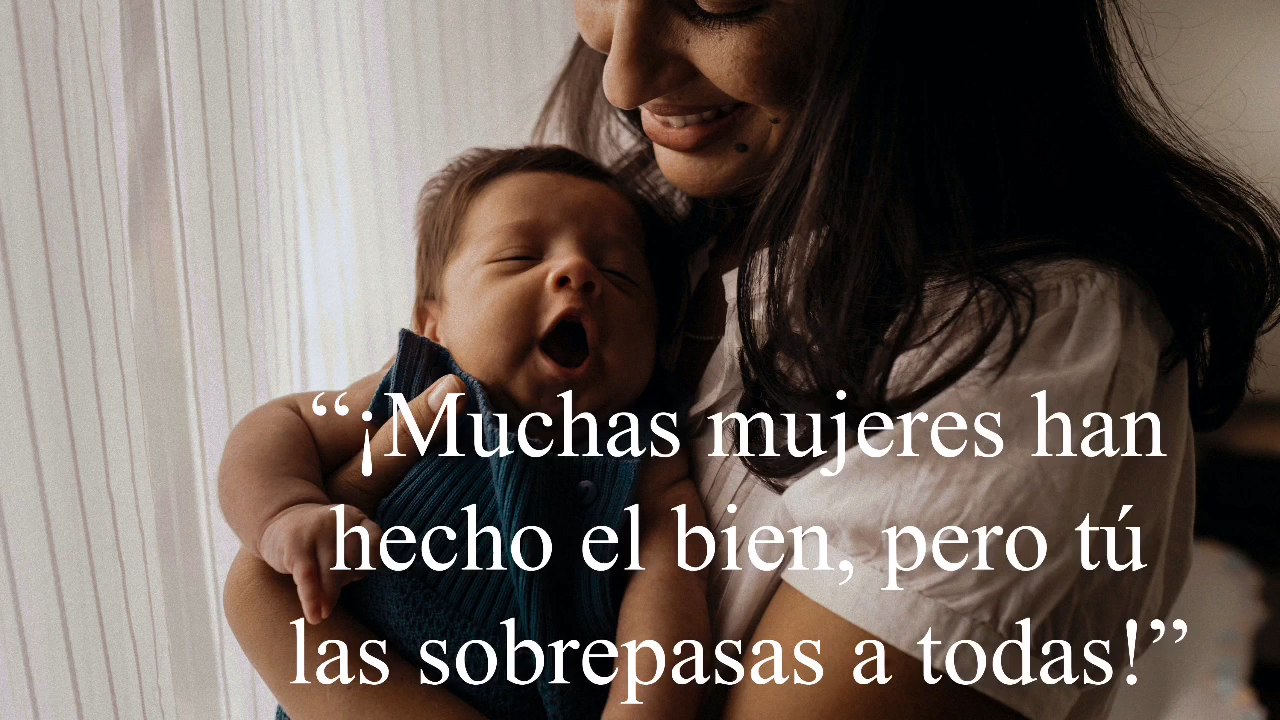 “¡Muchas mujeres han
hecho el bien, pero tú
las sobrepasas a todas!”